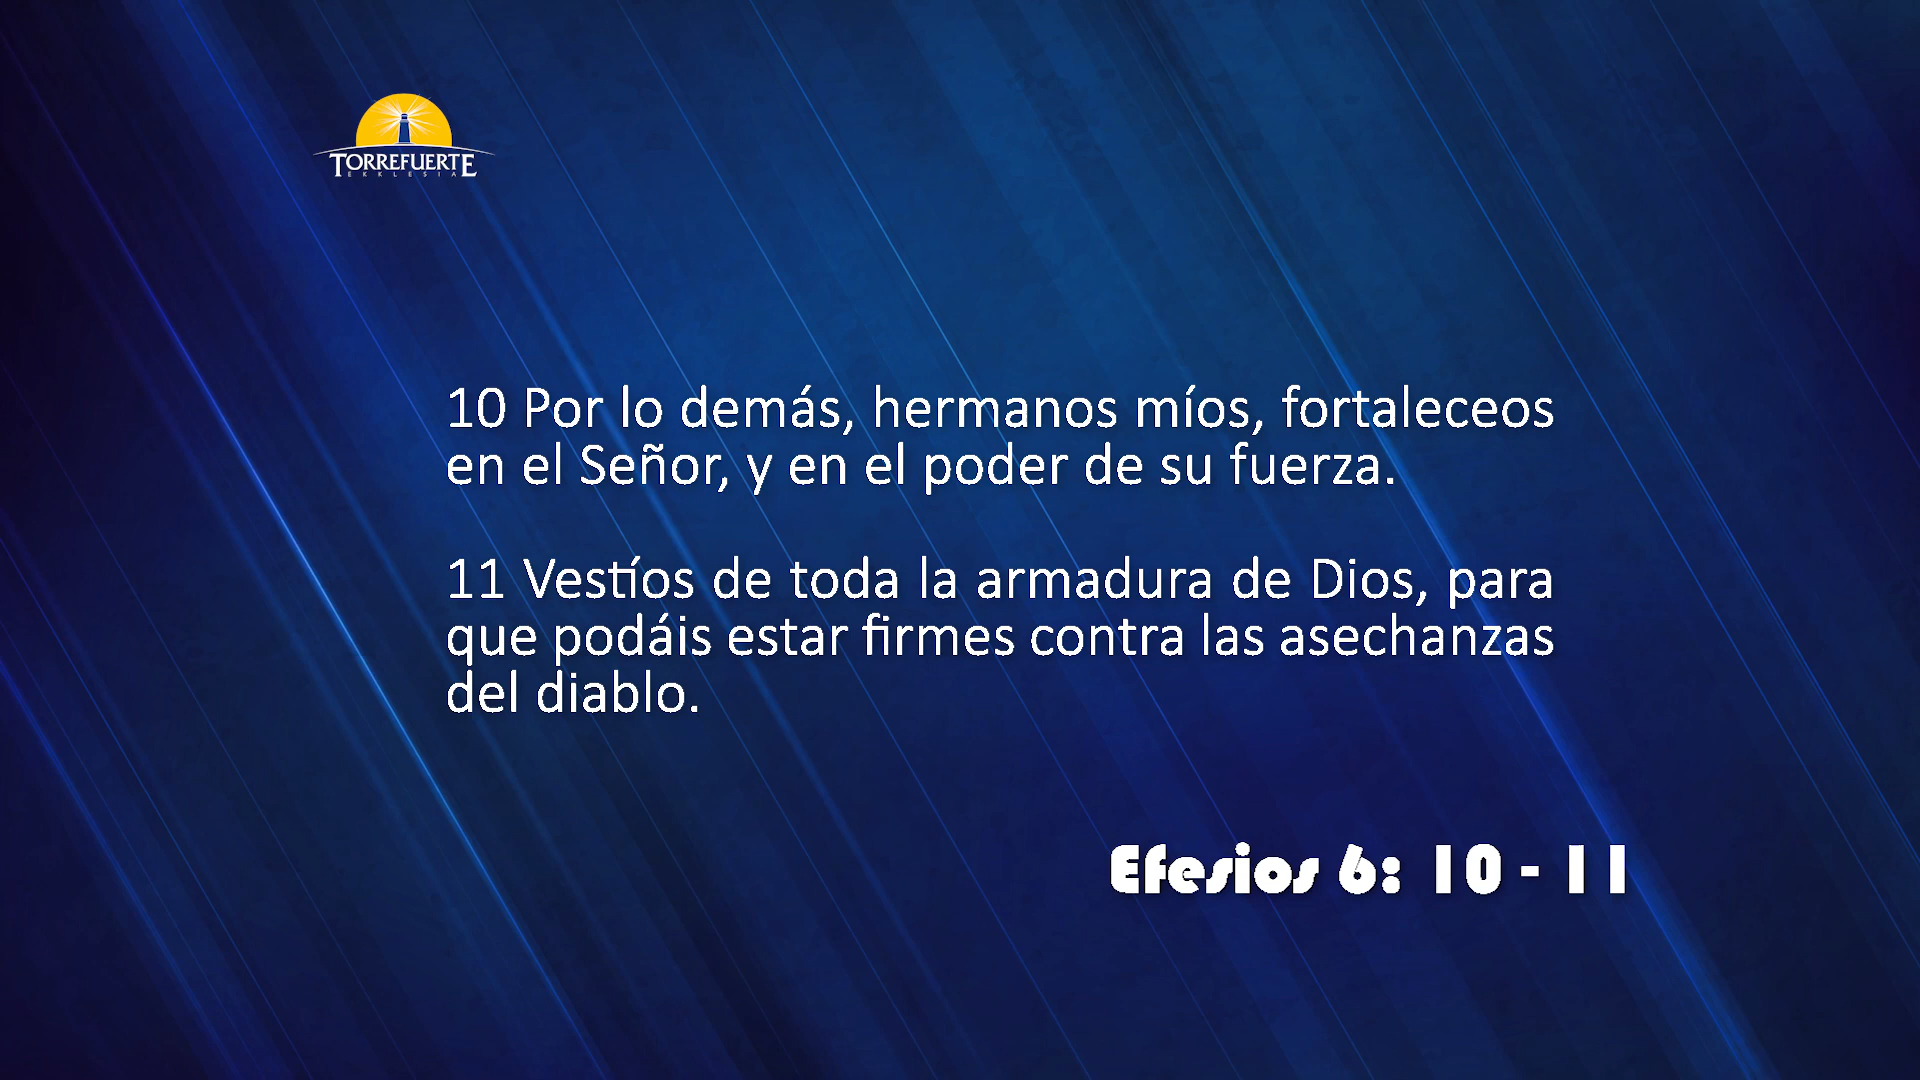 TORREFUERTE
EKKLESIA
10 Por lo demás, hermanos míos, fortaleceos
en el Señor, y en el poder de su fuerza.
11 Vestíos de toda la armadura de Dios, para
que podáis estar firmes contra las asechanzas
del diablo.
Efesios 6: 10 - 11